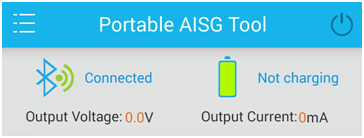 Portable AISG Tool
Connected Not charging
Output Voltage: 0.0V Output Current:0mA